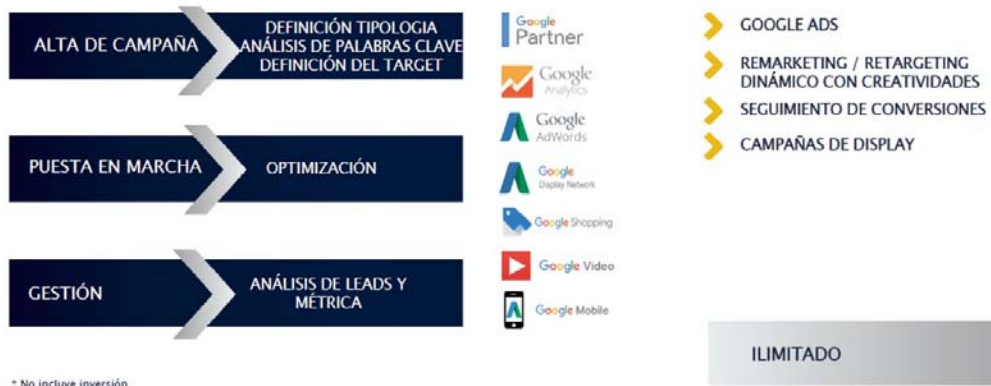 ALTA DE CAMPAÑA
DEFINICIÓN TIPOLOGIA
ANÁLISIS DE PALABRAS CLAVE
DEFINICIÓN DEL TARGET
PUESTA EN MARCHA
OPTIMIZACIÓN
GESTIÓN
ANÁLISIS DE LEADS Y
MÉTRICA
* No incluye inversión
Google
Partner
Google
Analytics
Google
AdWords
Google
Display Network
Google Shopping
Google Video
Google Mobile
GOOGLE ADS
REMARKETING / RETARGETING
DINÁMICO CON CREATIVIDADES
SEGUIMIENTO DE CONVERSIONES
CAMPAÑAS DE DISPLAY
ILIMITADO